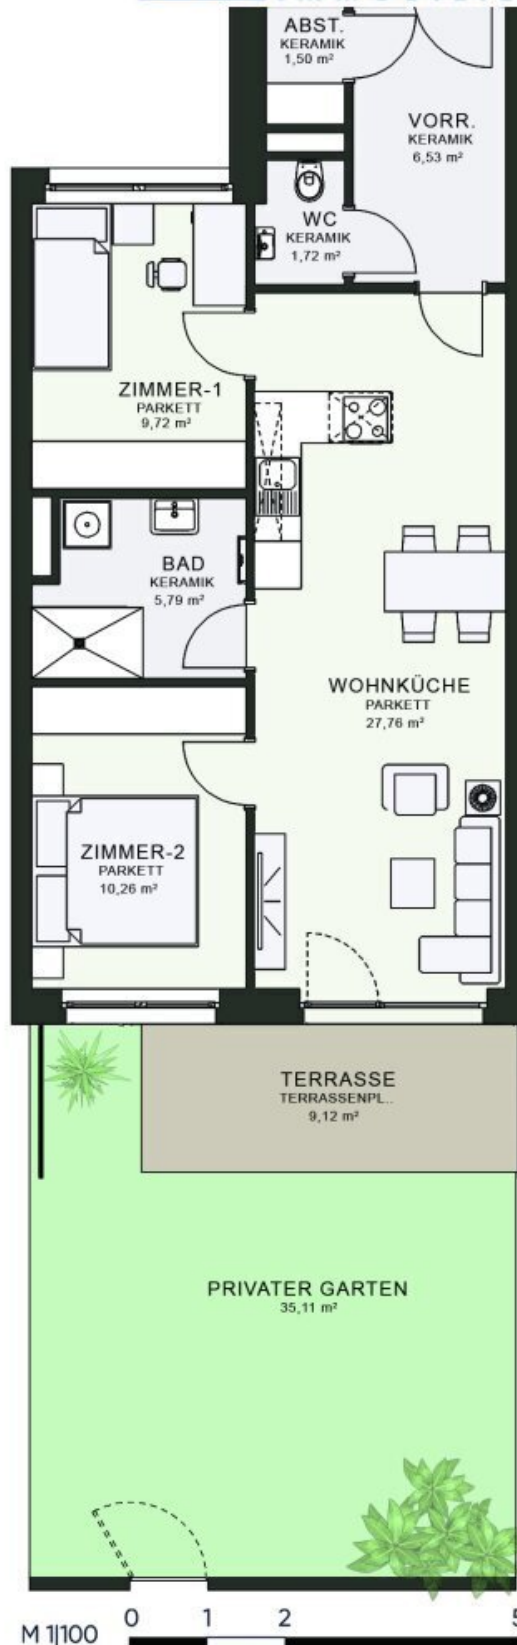 ABST.
KERAMIK
1,50 m²
VORR.
KERAMIK
6,53 m²
WC
KERAMIK
1,72 m²
ZIMMER-1
PARKETT
9,72 m²
BAD
KERAMIK
5,79 m²
WOHNKÜCHE
PARKETT
27,76 m²
ZIMMER-2
PARKETT
10,26 m²
TERRASSE
TERRASSENPL..
9,12 m²
PRIVATER GARTEN
35,11 m²
M 1|100 0 1 2 5